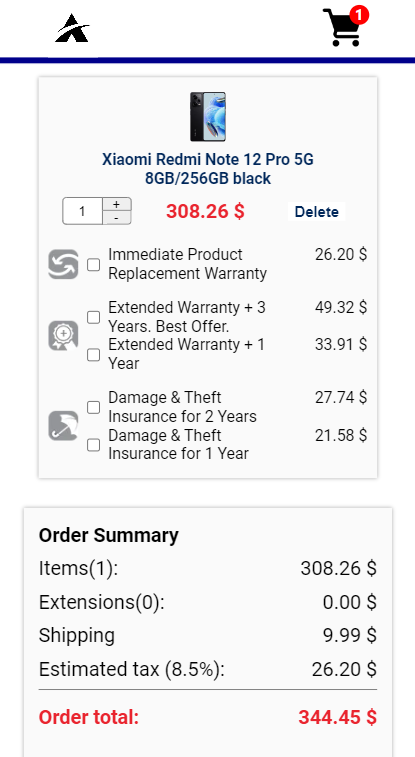 1
Xiaomi Redmi Note 12 Pro 5G
8GB/256GB black
1 + - 308.26 $ Delete
Immediate Product 26.20 $
Replacement Warranty
Extended Warranty + 3 49.32 $
Years. Best Offer.
Extended Warranty + 1 33.91 $
Year
Damage & Theft 27.74 $
Insurance for 2 Years
Damage & Theft 21.58 $
Insurance for 1 Year
Order Summary
Items(1): 308.26 $
Extensions(0): 0.00 $
Shipping 9.99 $
Estimated tax (8.5%): 26.20 $
Order total: 344.45 $